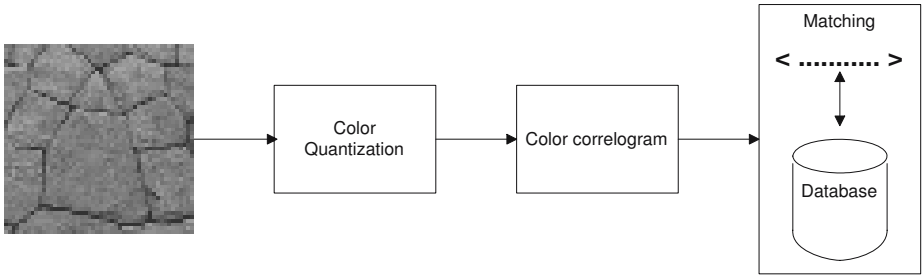 Matching
< ........... >
Color
Quantization
Color correlogram
Database